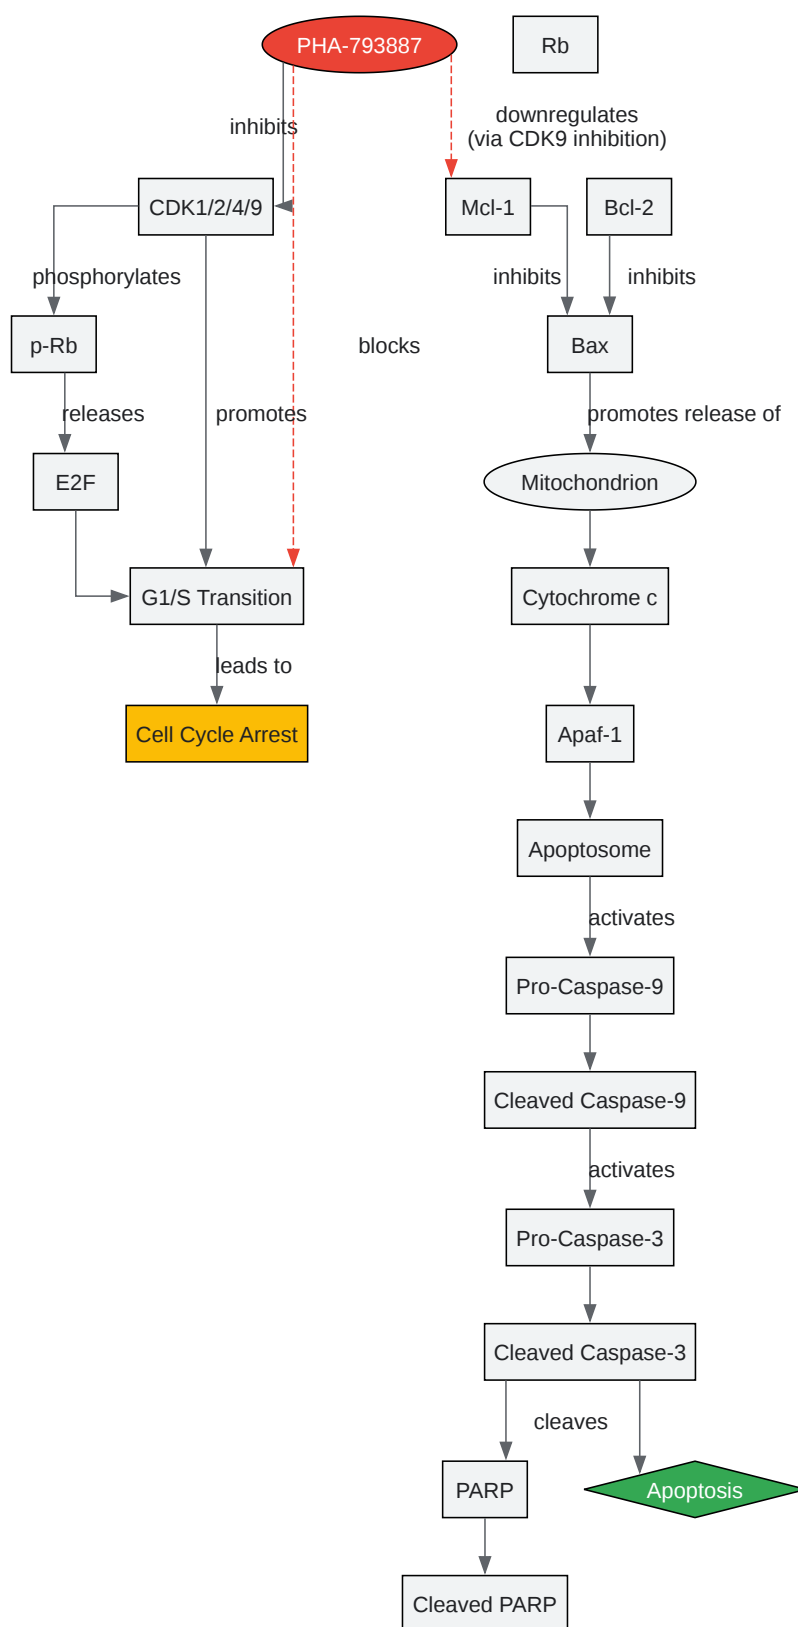 PHA-793887
Rb
inhibits
downregulates
(via CDK9 inhibition)
CDK1/2/4/9
Mcl-1
Bcl-2
phosphorylates
inhibits
inhibits
p-Rb
blocks
Bax
releases
promotes
promotes release of
E2F
Mitochondrion
G1/S Transition
Cytochrome c
leads to
Cell Cycle Arrest
Apaf-1
Apoptosome
activates
Pro-Caspase-9
Cleaved Caspase-9
activates
Pro-Caspase-3
Cleaved Caspase-3
cleaves
PARP
Apoptosis
Cleaved PARP